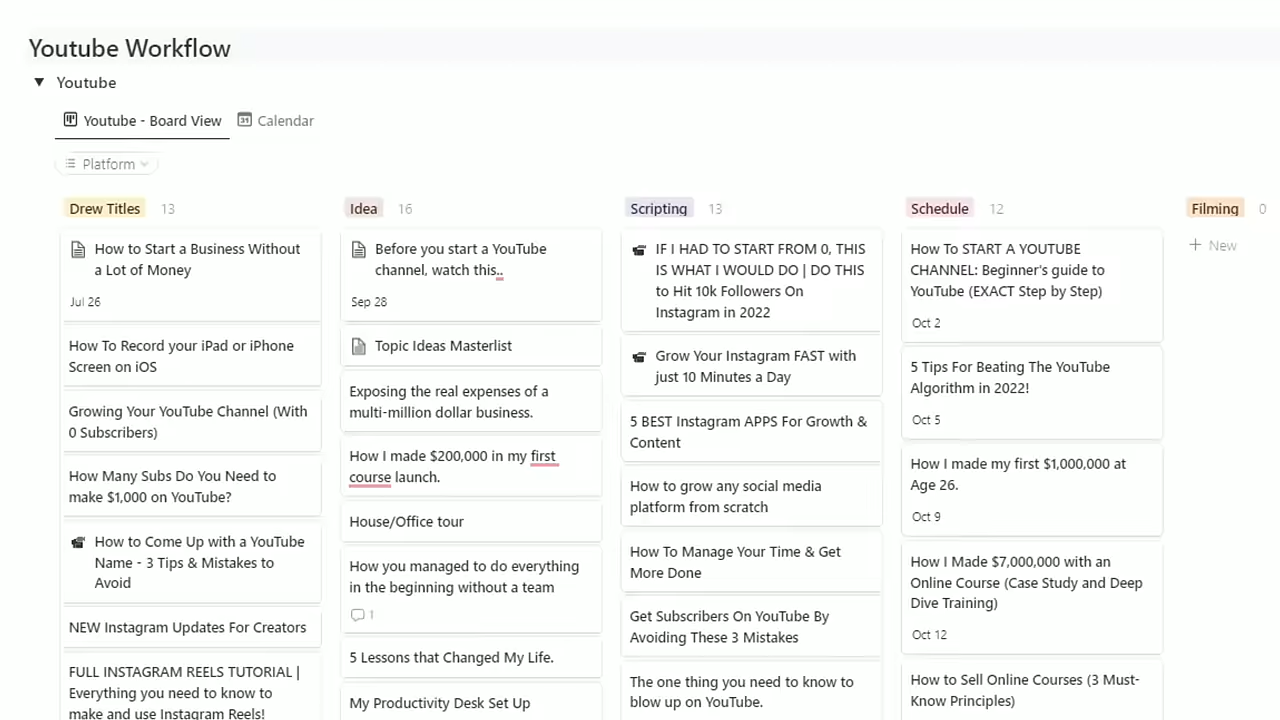 Youtube Workflow
Youtube
Youtube - Board View
31 Calendar
Platform
Drew Titles 13
How to Start a Business Without
a Lot of Money
Jul 26
How To Record your iPad or iPhone
Screen on iOS
Growing Your YouTube Channel (With
0 Subscribers)
How Many Subs Do You Need to
make $1,000 on YouTube?
How to Come Up with a YouTube
Name - 3 Tips & Mistakes to
Avoid
NEW Instagram Updates For Creators
FULL INSTAGRAM REELS TUTORIAL |
Everything you need to know to
make and use Instagram Reels!
Idea 16
Before you start a YouTube
channel, watch this..
Sep 28
Topic Ideas Masterlist
Exposing the real expenses of a
multi-million dollar business.
How I made $200,000 in my first
course launch.
House/Office tour
How you managed to do everything
in the beginning without a team
1
5 Lessons that Changed My Life.
My Productivity Desk Set Up
Scripting 13
IF I HAD TO START FROM 0, THIS
IS WHAT I WOULD DO | DO THIS
to Hit 10k Followers On
Instagram in 2022
Grow Your Instagram FAST with
just 10 Minutes a Day
5 BEST Instagram APPS For Growth &
Content
How to grow any social media
platform from scratch
How To Manage Your Time & Get
More Done
Get Subscribers On YouTube By
Avoiding These 3 Mistakes
The one thing you need to know to
blow up on YouTube.
Schedule 12
How To START A YOUTUBE
CHANNEL: Beginner's guide to
YouTube (EXACT Step by Step)
Oct 2
5 Tips For Beating The YouTube
Algorithm in 2022!
Oct 5
How I made my first $1,000,000 at
Age 26.
Oct 9
How I Made $7,000,000 with an
Online Course (Case Study and Deep
Dive Training)
Oct 12
How to Sell Online Courses (3 Must-
Know Principles)
Filming 0
+ New